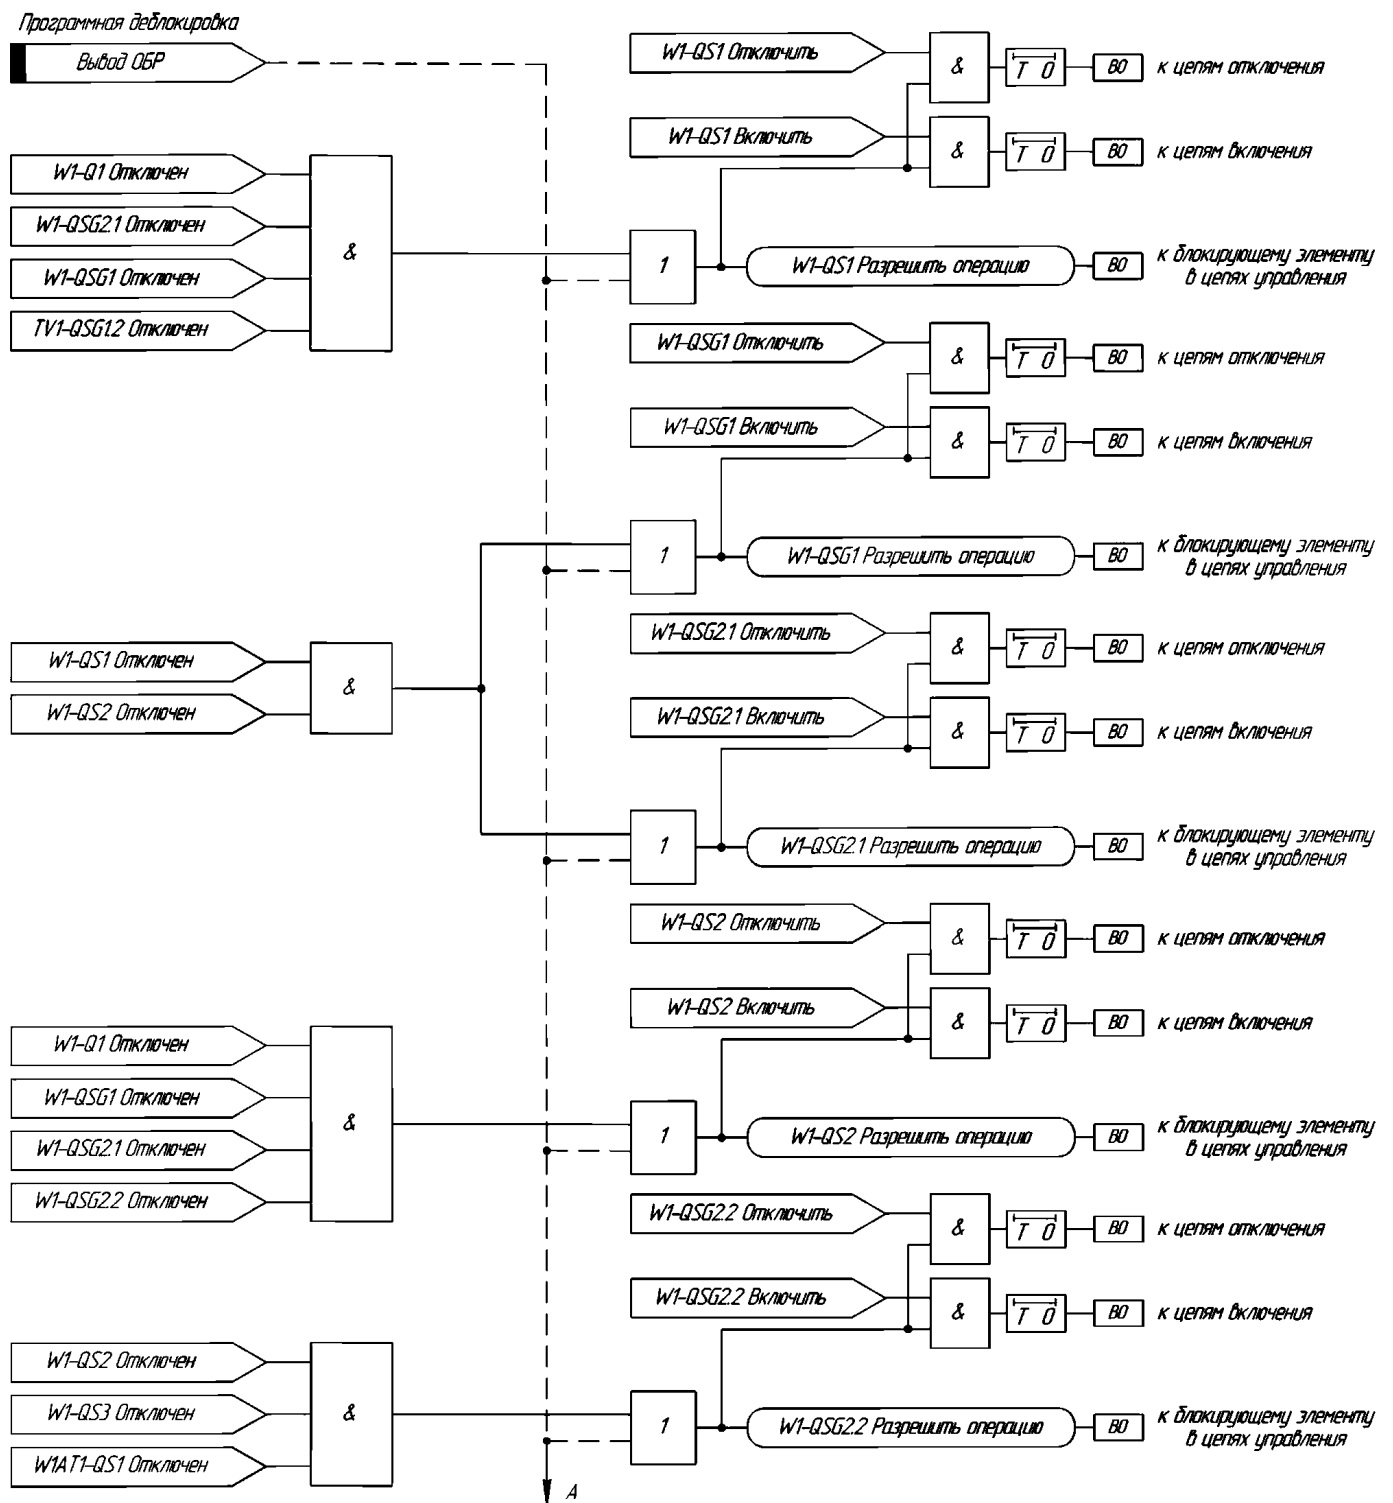 Программная деблокировка
Вывод ОБР
W1-Q1 Отключен
W1-QSG2.1 Отключен
W1-QSG1 Отключен
TV1-QSG1.2 Отключен
&
1
W1-QS1 Отключить
&
T 0
ВО
к цепям отключения
W1-QS1 Включить
&
T 0
ВО
к цепям включения
W1-QS1 Разрешить операцию
ВО
к блокирующему элементу
в цепях управления
W1-QSG1 Отключить
&
T 0
ВО
к цепям отключения
W1-QSG1 Включить
&
T 0
ВО
к цепям включения
1
W1-QSG1 Разрешить операцию
ВО
к блокирующему элементу
в цепях управления
W1-QS1 Отключен
W1-QS2 Отключен
&
W1-QSG2.1 Отключить
&
T 0
ВО
к цепям отключения
W1-QSG2.1 Включить
&
T 0
ВО
к цепям включения
1
W1-QSG2.1 Разрешить операцию
ВО
к блокирующему элементу
в цепях управления
W1-QS2 Отключить
&
T 0
ВО
к цепям отключения
W1-QS2 Включить
&
T 0
ВО
к цепям включения
W1-Q1 Отключен
W1-QSG1 Отключен
W1-QSG2.1 Отключен
W1-QSG2.2 Отключен
&
1
W1-QS2 Разрешить операцию
ВО
к блокирующему элементу
в цепях управления
W1-QSG2.2 Отключить
&
T 0
ВО
к цепям отключения
W1-QSG2.2 Включить
&
T 0
ВО
к цепям включения
W1-QS2 Отключен
W1-QS3 Отключен
W1AT1-QS1 Отключен
&
1
W1-QSG2.2 Разрешить операцию
ВО
к блокирующему элементу
в цепях управления
А